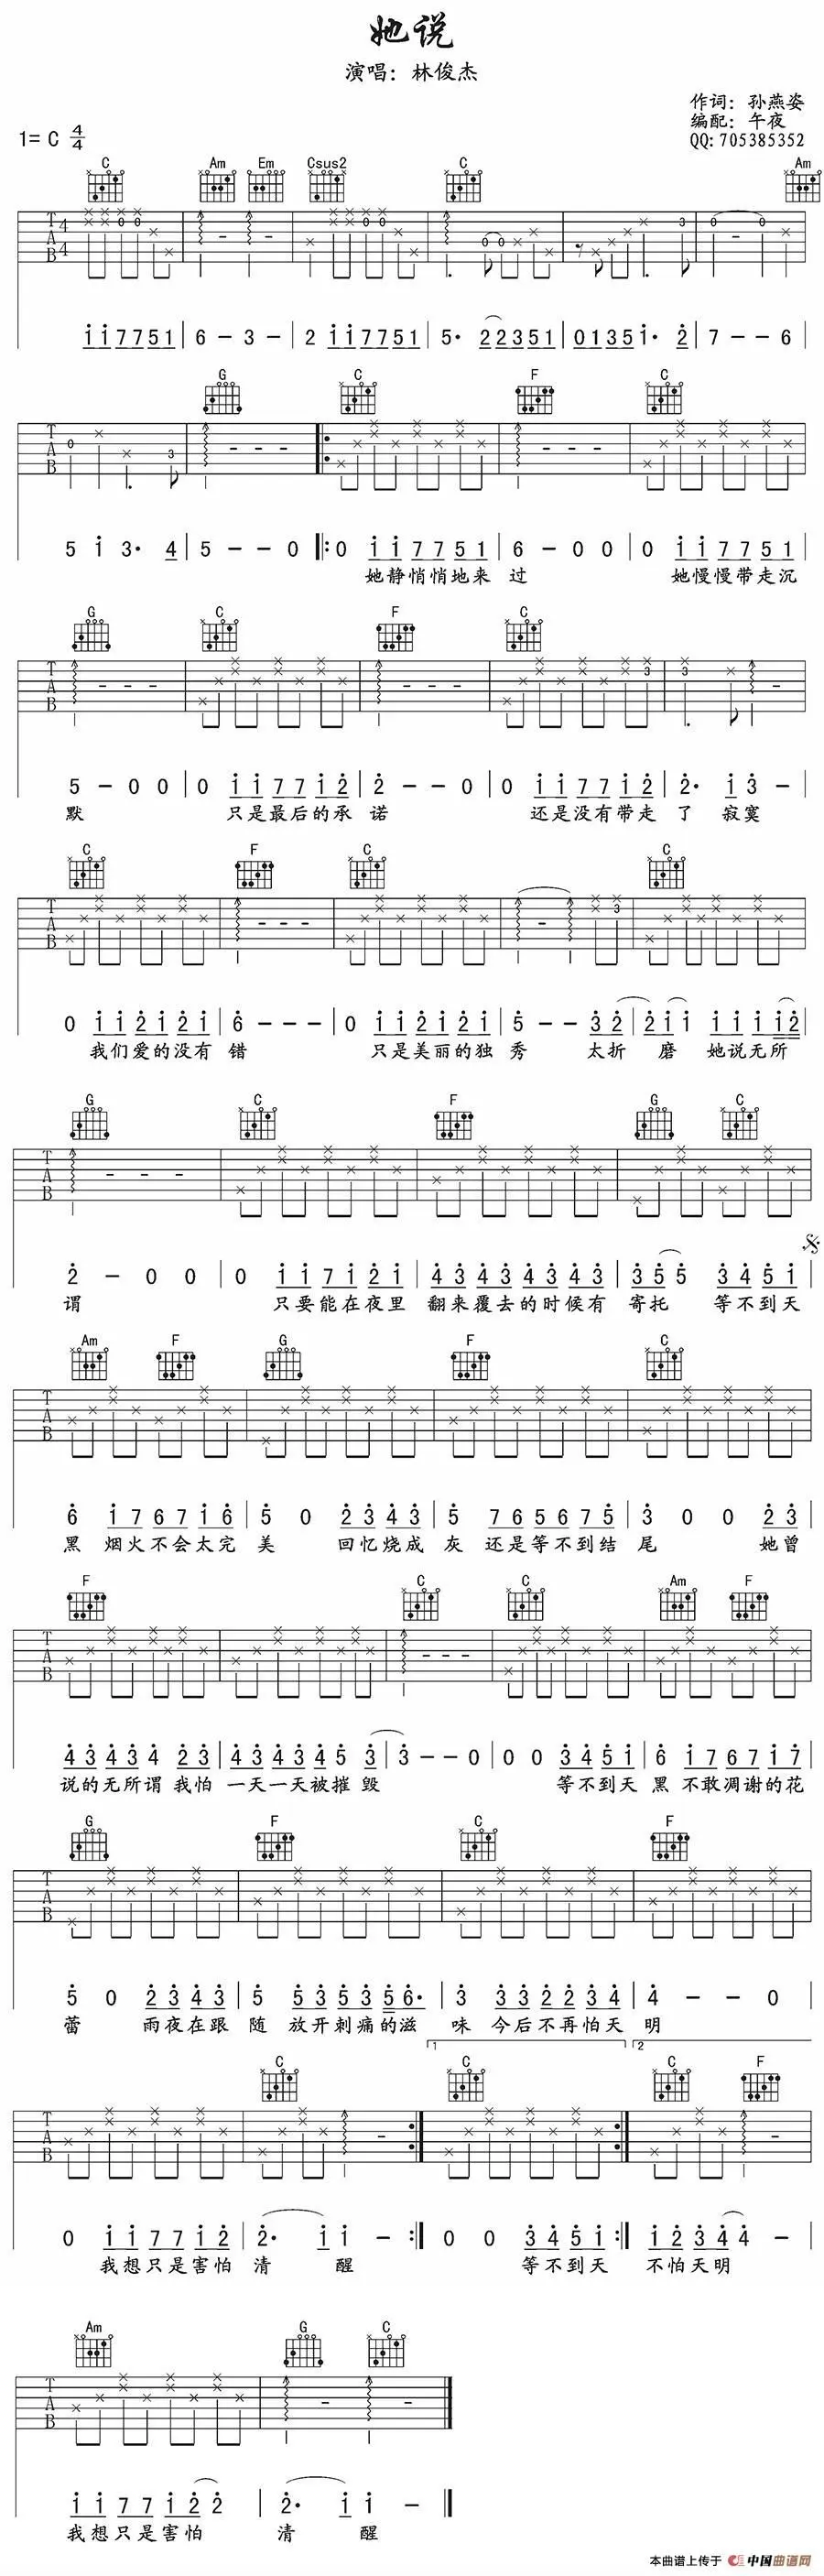 她说
演唱：林俊杰
作词：孙燕姿
编配：午夜
QQ:705385352
1= C 4/4
C Am Em Csus2 C Am
i i 7 7 5 1 | 6 - 3 - | 2 i i 7 7 5 1 | 5· 2 2 3 5 1 | 0 1 3 5 i· 2 | 7 - - 6 |
G C F C
5 i 3· 4 | 5 - - 0 |: 0 i i 7 7 5 1 | 6 - 0 0 | 0 i i 7 7 5 1 |
她静悄悄地来 过 她慢慢带走沉
G C F C
5 - 0 0 | 0 i i 7 7 i 2 | 2 - - 0 | 0 i i 7 7 i 2 | 2· i 3 - |
默 只是最后的承 诺 还是没有带走 了 寂寞
C F C C
0 i i 2 i 2 i | 6 - - - | 0 i i 2 i 2 i | 5 - - 3 2 | 2 i i i i i i 2 |
我们爱的没有 错 只是美丽的独 秀 太折 磨 她说无所
G C F G C
2 - 0 0 | 0 i i 7 i 2 i | 4 3 4 3 4 3 4 3 | 3 5 5 3 4 5 i |
谓 只要能在夜里 翻来覆去的时候有 寄托 等不到天
Am F G F C
6 i 7 6 7 i 6 | 5 0 2 3 4 3 | 5 7 6 5 6 7 5 | 3 0 0 2 3 |
黑 烟火不会太完 美 回忆烧成 灰 还是等不到结 尾 她曾
F C C Am F
4 3 4 3 4 2 3 | 4 3 4 3 4 5 3 | 3 - - 0 | 0 0 3 4 5 i | 6 i 7 6 7 i 7 |
说的无所谓 我怕 一天一天被摧 毁 等不到天 黑 不敢凋谢的花
G F C F
5 0 2 3 4 3 | 5 5 3 5 3 5 6· | 3 3 3 2 2 3 4 | 4 - - 0 |
蕾 雨夜在跟 随 放开刺痛的滋 味 今后不再怕天 明
C 1 C 2 C F
0 i i 7 7 i 2 | 2· i i - :| 0 0 3 4 5 i :| i 2 3 4 4 - |
我想只是害怕 清 醒 等不到天 不怕天明
Am G C
i i 7 7 i 2 2 | 2· i i - ||
我想只是害怕 清 醒
本曲谱上传于 中国曲谱网